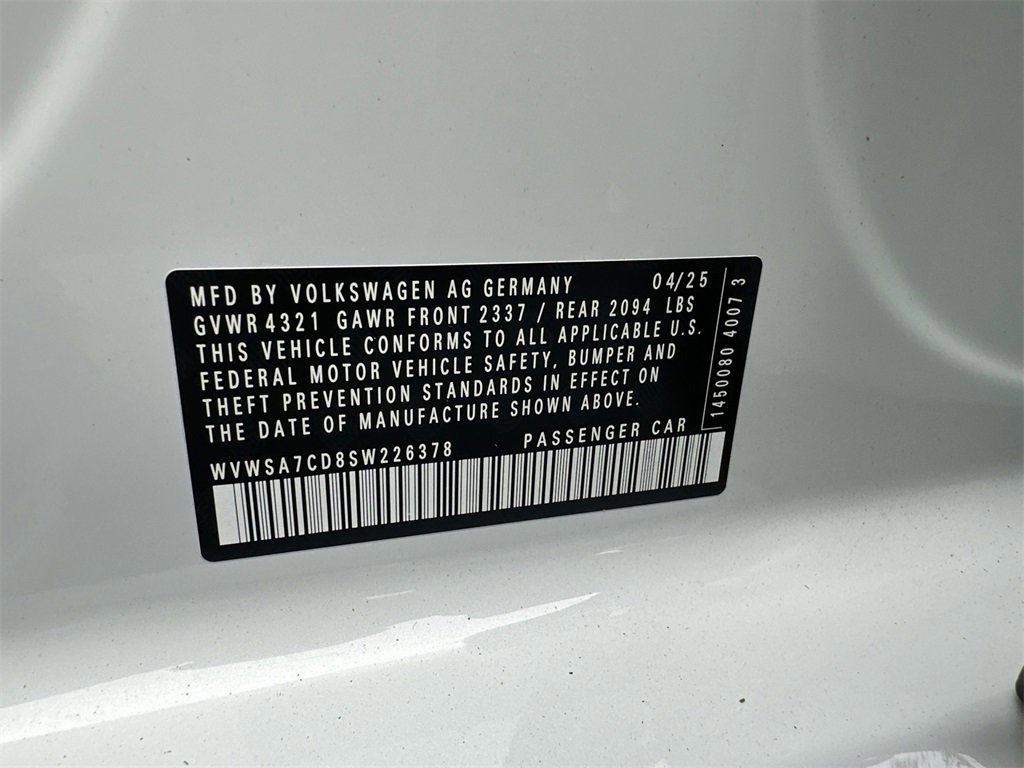 MFD BY VOLKSWAGEN AG GERMANY 04/25
GVWR 4321 GAWR FRONT 2337 / REAR 2094 LBS
THIS VEHICLE CONFORMS TO ALL APPLICABLE U.S.
FEDERAL MOTOR VEHICLE SAFETY, BUMPER AND
THEFT PREVENTION STANDARDS IN EFFECT ON
THE DATE OF MANUFACTURE SHOWN ABOVE.
WVWSA7CD8SW226378 PASSENGER CAR
1450080 4007 3